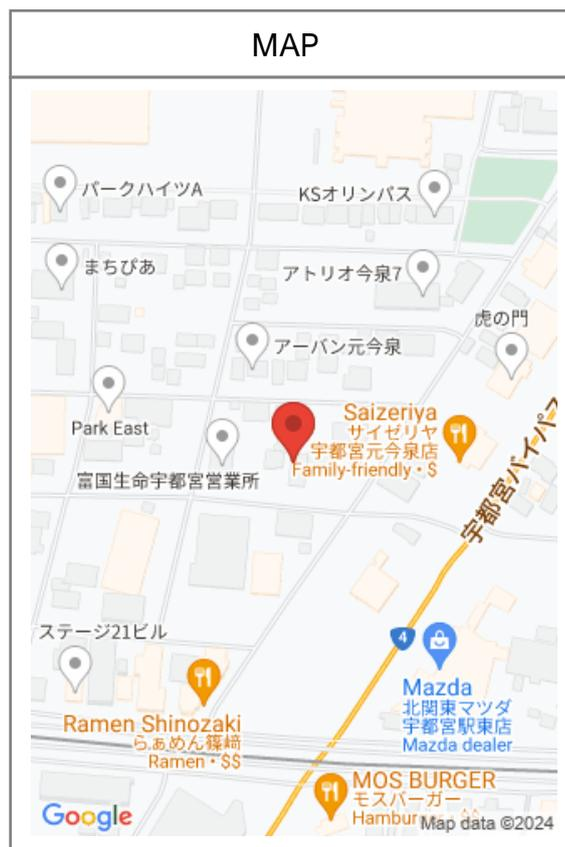 MAP
パークハイツA
KSオリンパス
まちぴあ
アトリオ今泉7
虎の門
アーバン元今泉
Park East
Saizeriya
サイゼリヤ
宇都宮元今泉店
Family-friendly・$
富国生命宇都宮営業所
宇都宮バイパス
4
ステージ21ビル
Mazda
北関東マツダ
宇都宮駅東店
Mazda dealer
Ramen Shinozaki
らぁめん篠﨑
Ramen・$$
MOS BURGER
モスバーガー
Google
Map data ©2024